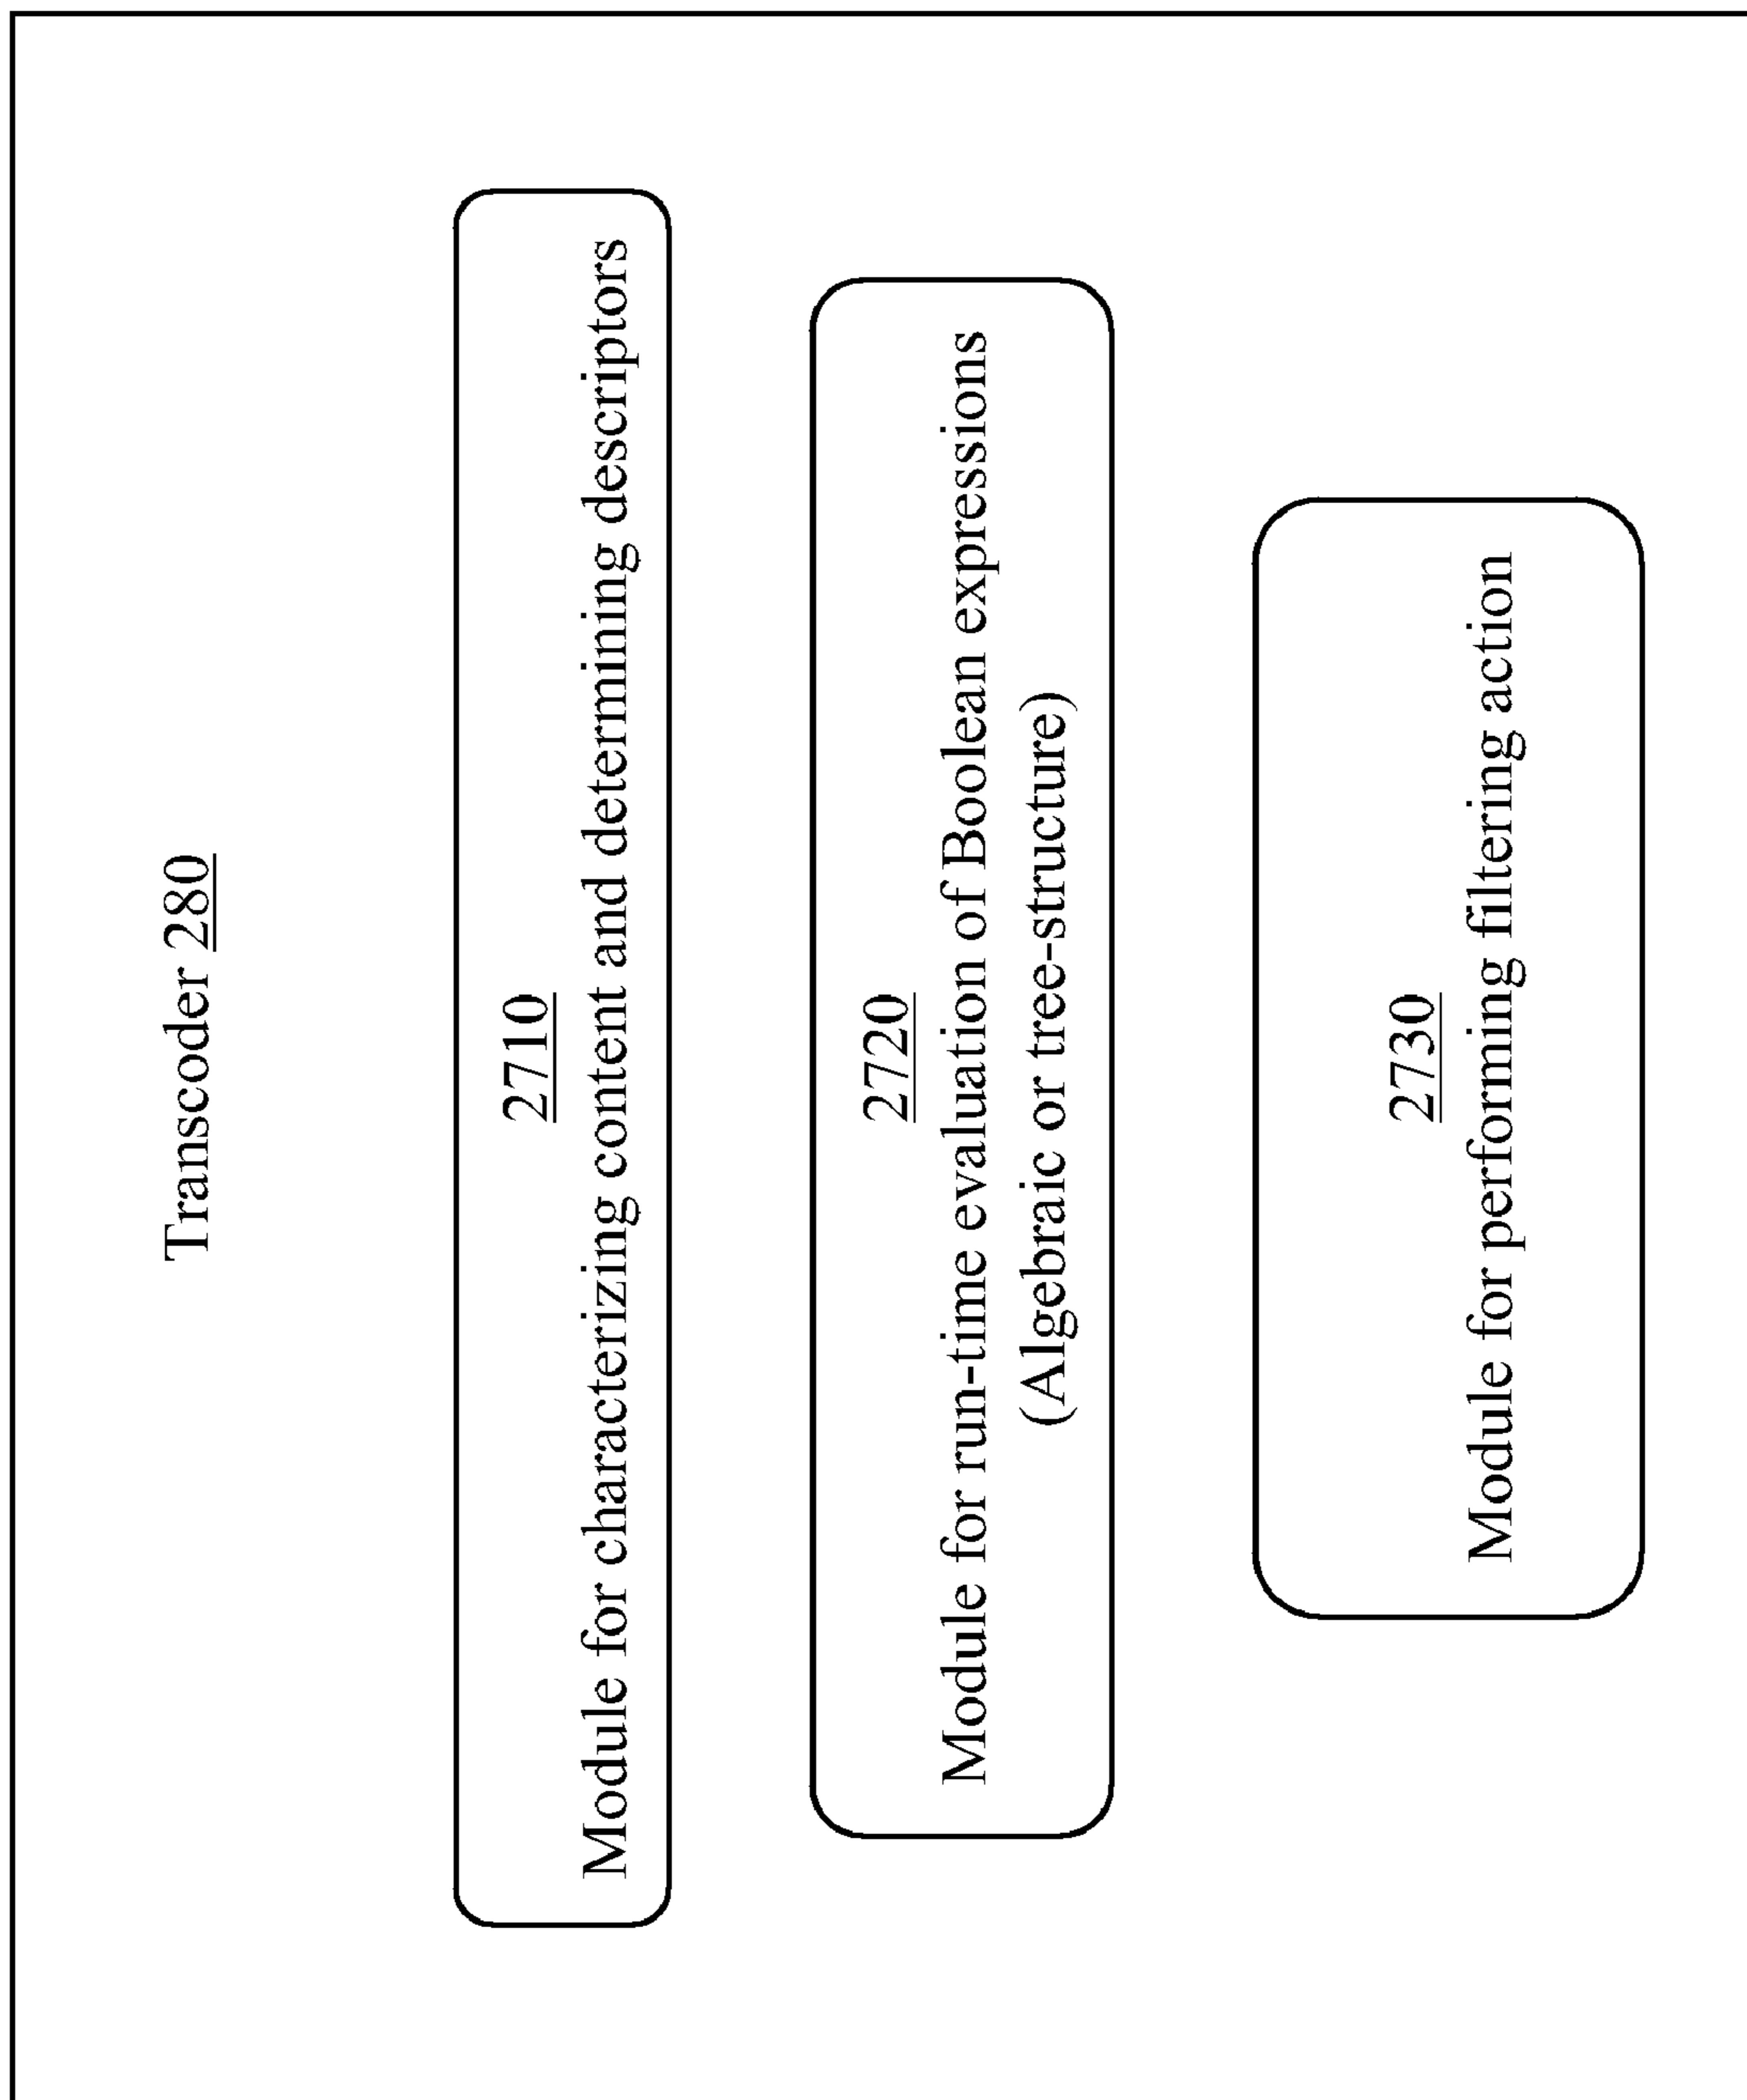 Transcoder 280
2710
Module for characterizing content and determining descriptors
2720
Module for run-time evaluation of Boolean expressions
(Algebraic or tree-structure)
2730
Module for performing filtering action